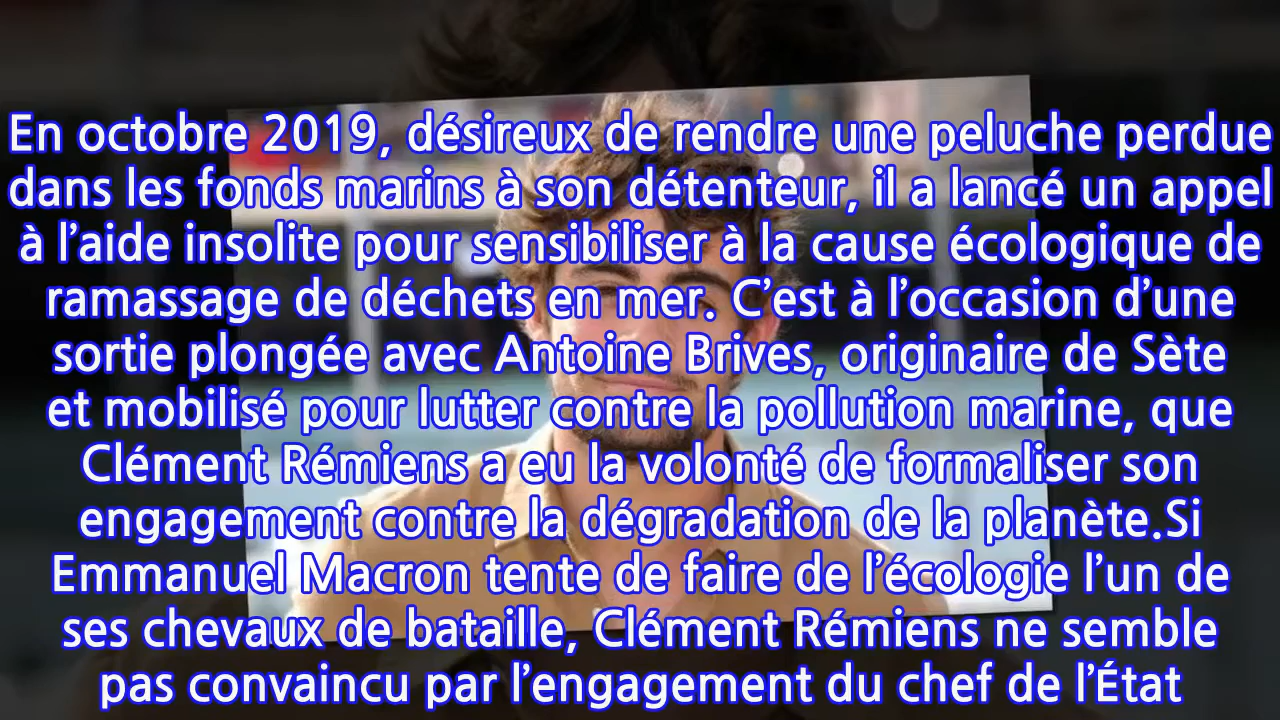 En octobre 2019, désireux de rendre une peluche perdue
dans les fonds marins à son détenteur, il a lancé un appel
à l’aide insolite pour sensibiliser à la cause écologique de
ramassage de déchets en mer. C’est à l’occasion d’une
sortie plongée avec Antoine Brives, originaire de Sète
et mobilisé pour lutter contre la pollution marine, que
Clément Rémiens a eu la volonté de formaliser son
engagement contre la dégradation de la planète.Si
Emmanuel Macron tente de faire de l’écologie l’un de
ses chevaux de bataille, Clément Rémiens ne semble
pas convaincu par l’engagement du chef de l’État